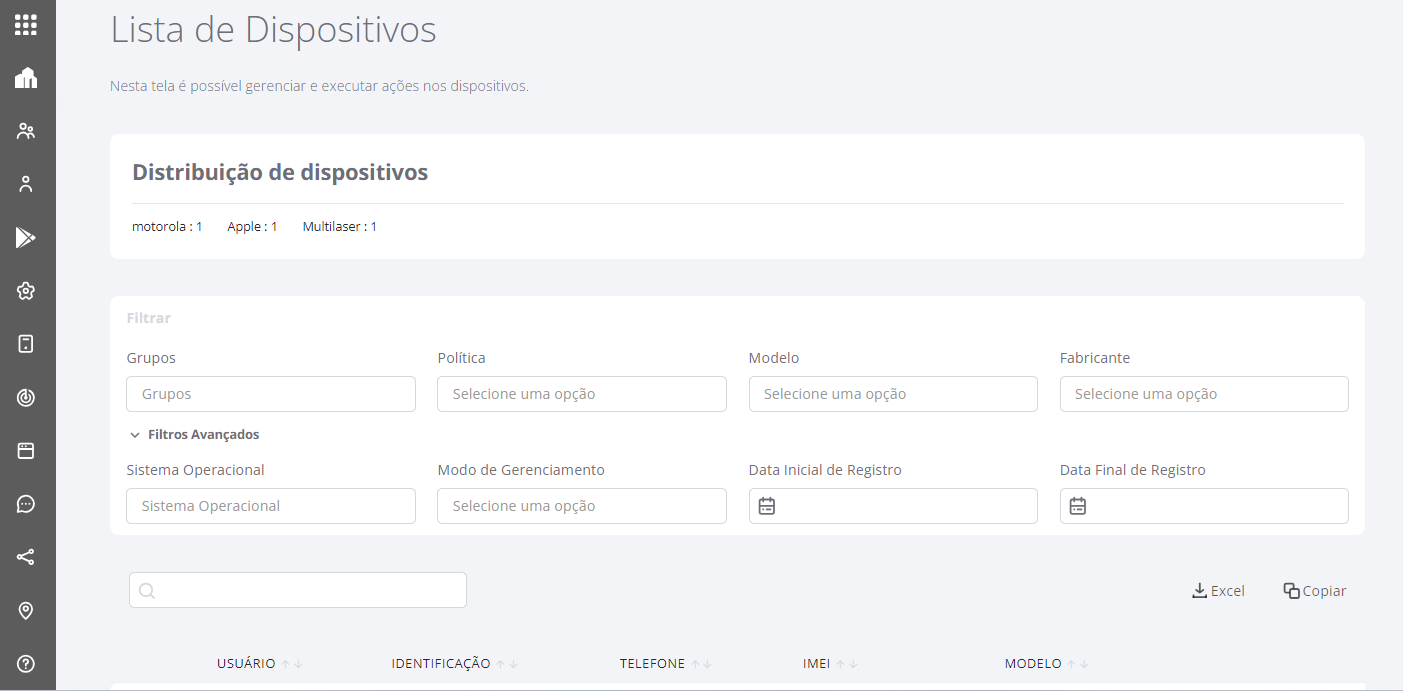 Lista de Dispositivos
Nesta tela é possível gerenciar e executar ações nos dispositivos.
Distribuição de dispositivos
motorola : 1 Apple : 1 Multilaser : 1
Filtrar
Grupos Política Modelo Fabricante
Grupos Selecione uma opção Selecione uma opção Selecione uma opção
Filtros Avançados
Sistema Operacional Modo de Gerenciamento Data Inicial de Registro Data Final de Registro
Sistema Operacional Selecione uma opção
Excel Copiar
USUÁRIO IDENTIFICAÇÃO TELEFONE IMEI MODELO